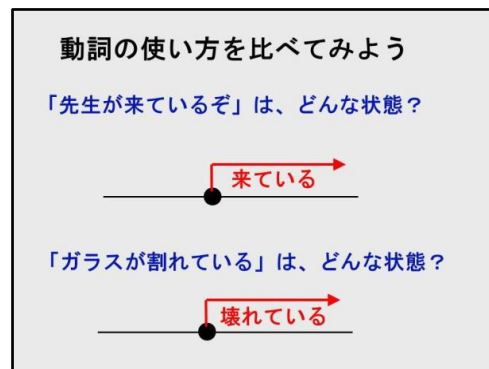 動詞の使い方を比べてみよう
「先生が来ているぞ」は、どんな状態？
来ている
「ガラスが割れている」は、どんな状態？
壊れている